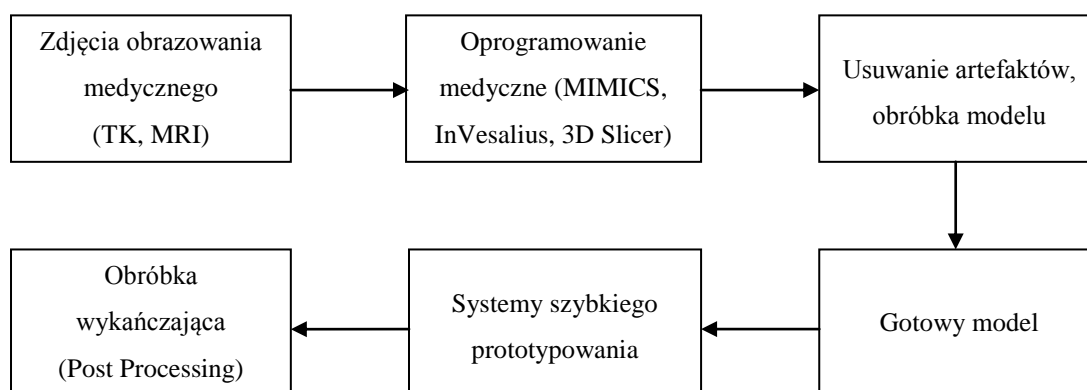 Zdjęcia obrazowania
medycznego
(TK, MRI)
Oprogramowanie
medyczne (MIMICS,
InVesalius, 3D Slicer)
Usuwanie artefaktów,
obróbka modelu
Gotowy model
Systemy szybkiego
prototypowania
Obróbka
wykańczająca
(Post Processing)